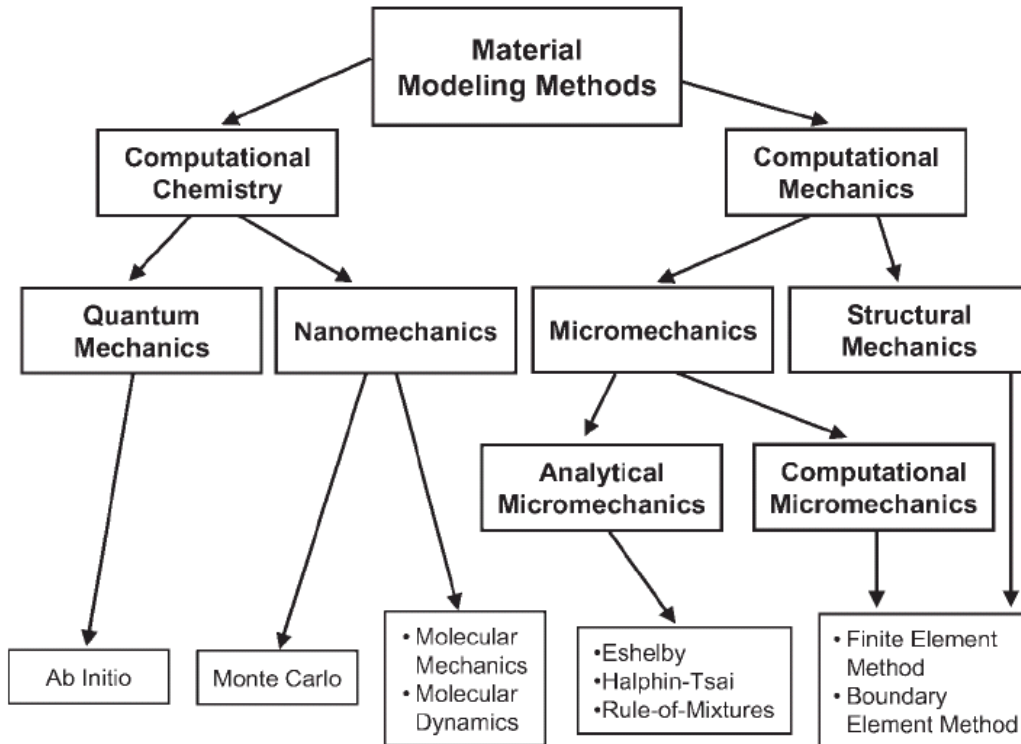 Material
Modeling Methods
Computational
Chemistry
Computational
Mechanics
Quantum
Mechanics
Nanomechanics
Micromechanics
Structural
Mechanics
Analytical
Micromechanics
Computational
Micromechanics
Ab Initio
Monte Carlo
• Molecular
Mechanics
• Molecular
Dynamics
•Eshelby
•Halphin-Tsai
•Rule-of-Mixtures
• Finite Element
Method
• Boundary
Element Method